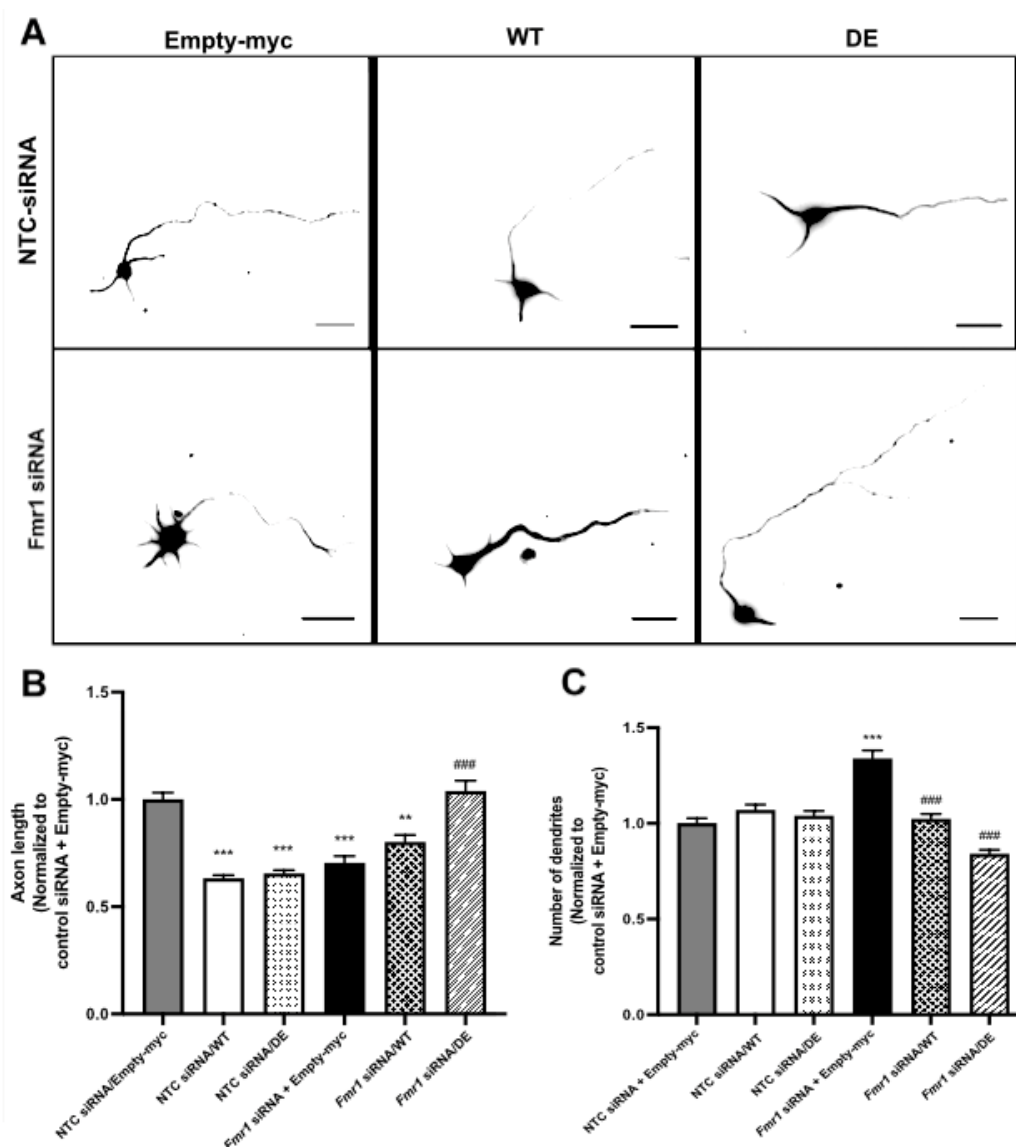 A
Empty-myc
WT
DE
NTC-siRNA
Fmr1 siRNA
B
Axon length
(Normalized to
control siRNA + Empty-myc)
1.5
1.0
0.5
0.0
***
***
***
**
###
NTC siRNA/Empty-myc
NTC siRNA/WT
NTC siRNA/DE
Fmr1 siRNA + Empty-myc
Fmr1 siRNA/WT
Fmr1 siRNA/DE
C
Number of dendrites
(Normalized to
control siRNA + Empty-myc)
1.5
1.0
0.5
0.0
***
###
###
NTC siRNA + Empty-myc
NTC siRNA/WT
NTC siRNA/DE
Fmr1 siRNA + Empty-myc
Fmr1 siRNA/WT
Fmr1 siRNA/DE